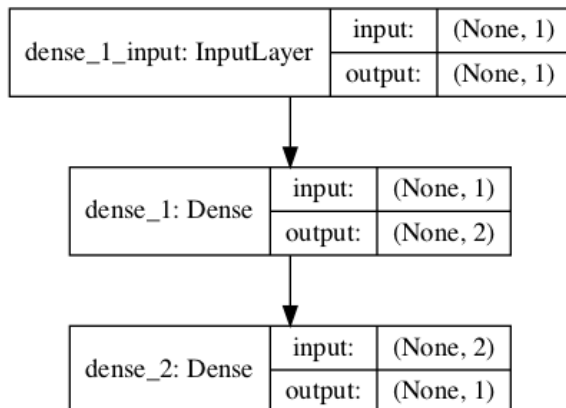 dense_1_input: InputLayer
input: (None, 1)
output: (None, 1)
dense_1: Dense
input: (None, 1)
output: (None, 2)
dense_2: Dense
input: (None, 2)
output: (None, 1)